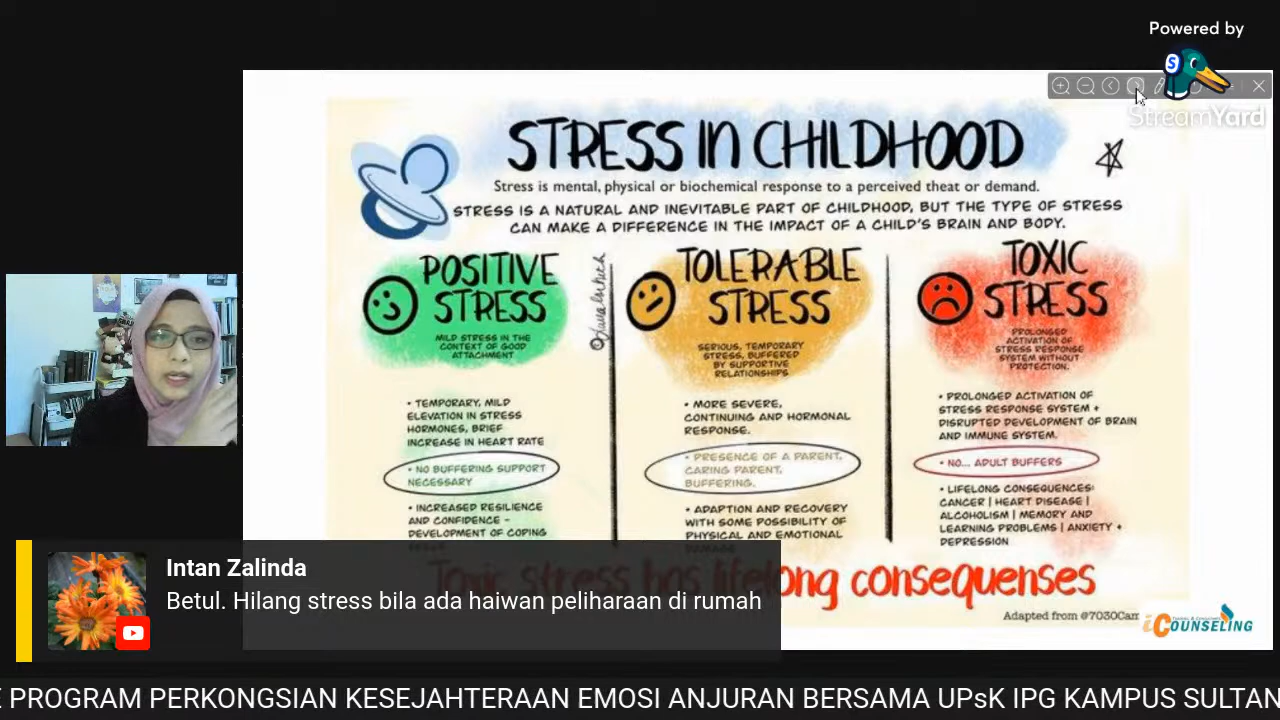 Powered by
StreamYard
STRESS IN CHILDHOOD
Stress is mental, physical or biochemical response to a perceived theat or demand.
STRESS IS A NATURAL AND INEVITABLE PART OF CHILDHOOD, BUT THE TYPE OF STRESS
CAN MAKE A DIFFERENCE IN THE IMPACT OF A CHILD'S BRAIN AND BODY.
POSITIVE
STRESS
MILD STRESS IN THE
CONTEXT OF GOOD
ATTACHMENT
• TEMPORARY, MILD
ELEVATION IN STRESS
HORMONES, BRIEF
INCREASE IN HEART RATE
• NO BUFFERING SUPPORT
NECESSARY
• INCREASED RESILIENCE
AND CONFIDENCE -
DEVELOPMENT OF COPING
TOLERABLE
STRESS
SERIOUS, TEMPORARY
STRESS, BUFFERED
BY SUPPORTIVE
RELATIONSHIPS
• MORE SEVERE,
CONTINUING AND HORMONAL
RESPONSE.
• PRESENCE OF A PARENT,
CARING PARENT,
BUFFERING.
• ADAPTION AND RECOVERY
WITH SOME POSSIBILITY OF
PHYSICAL AND EMOTIONAL
TOXIC
STRESS
PROLONGED
ACTIVATION OF
STRESS RESPONSE
SYSTEM WITHOUT
PROTECTION.
• PROLONGED ACTIVATION OF
STRESS RESPONSE SYSTEM +
DISRUPTED DEVELOPMENT OF BRAIN
AND IMMUNE SYSTEM.
• NO... ADULT BUFFERS
• LIFELONG CONSEQUENCES:
CANCER | HEART DISEASE |
ALCOHOLISM | MEMORY AND
LEARNING PROBLEMS | ANXIETY +
DEPRESSION
Toxic stress has lifelong consequenses
Adapted from @7030Cam
iCOUNSELING
Intan Zalinda
Betul. Hilang stress bila ada haiwan peliharaan di rumah
E PROGRAM PERKONGSIAN KESEJAHTERAAN EMOSI ANJURAN BERSAMA UPsK IPG KAMPUS SULTAN